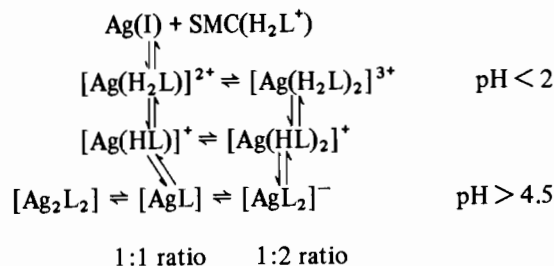 Ag(I) + SMC(H₂L⁺)
[Ag(H₂L)]²⁺ ⇌ [Ag(H₂L)₂]³⁺ pH < 2
[Ag(HL)]⁺ ⇌ [Ag(HL)₂]⁺
[Ag₂L₂] ⇌ [AgL] ⇌ [AgL₂]⁻ pH > 4.5
1:1 ratio 1:2 ratio